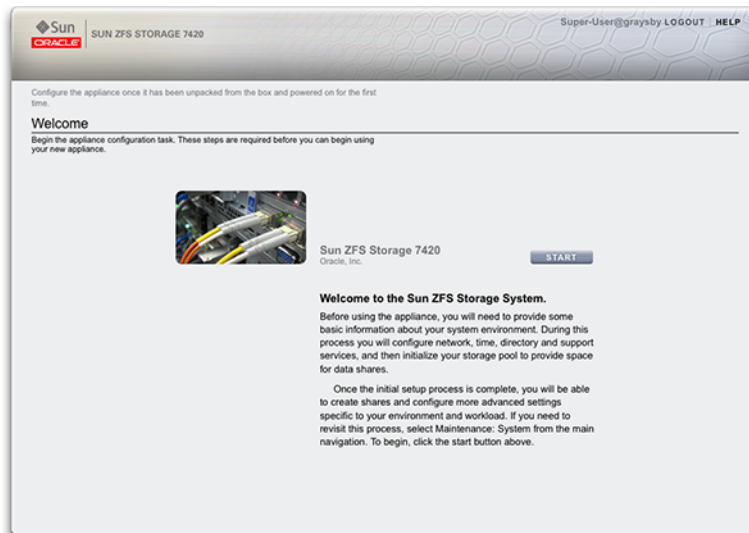 Sun
ORACLE
SUN ZFS STORAGE 7420
Super-User@graysby LOGOUT HELP
Configure the appliance once it has been unpacked from the box and powered on for the first
time.
Welcome
Begin the appliance configuration task. These steps are required before you can begin using
your new appliance.
Sun ZFS Storage 7420
Oracle, Inc.
START
Welcome to the Sun ZFS Storage System.
Before using the appliance, you will need to provide some
basic information about your system environment. During this
process you will configure network, time, directory and support
services, and then initialize your storage pool to provide space
for data shares.
Once the initial setup process is complete, you will be able
to create shares and configure more advanced settings
specific to your environment and workload. If you need to
revisit this process, select Maintenance: System from the main
navigation. To begin, click the start button above.